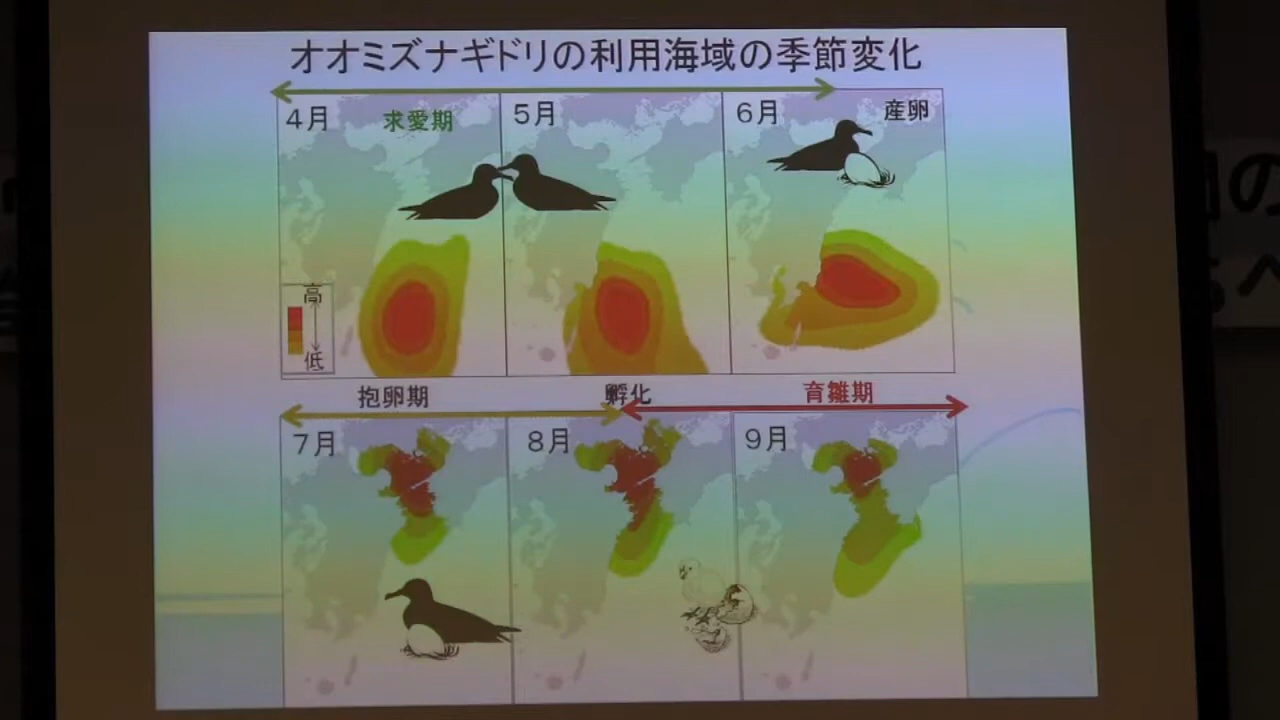 オオミズナギドリの利用海域の季節変化
4月
求愛期
5月
6月
産卵
高
低
抱卵期
孵化
育雛期
7月
8月
9月